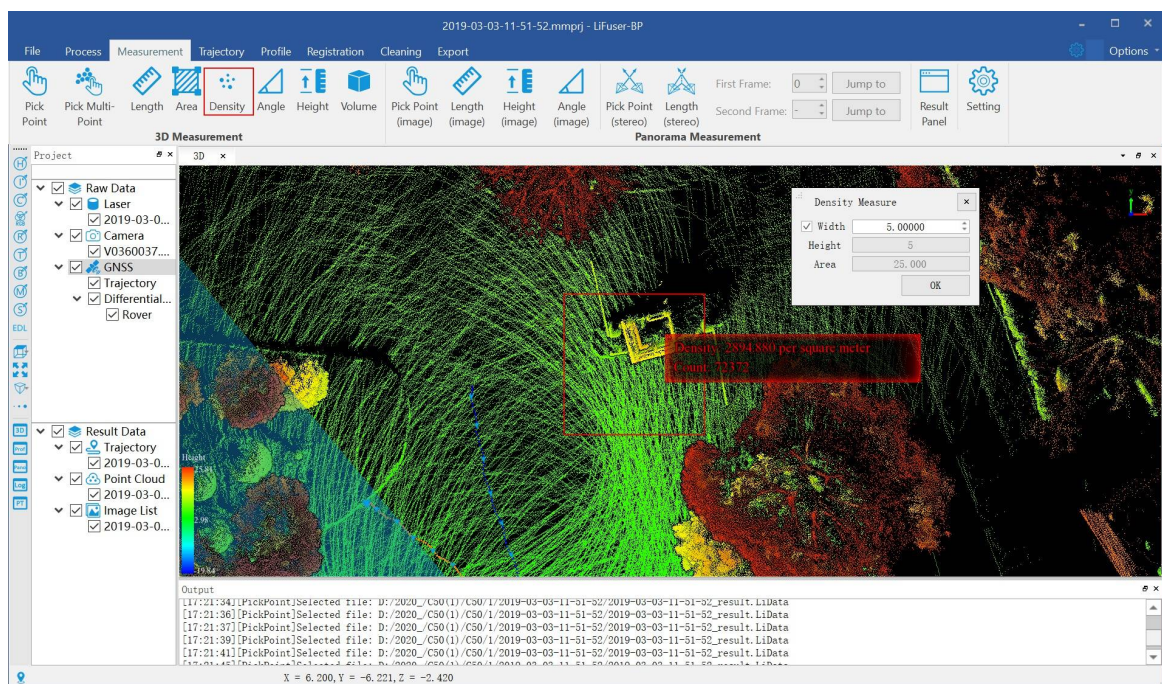 2019-03-03-11-51-52.mmprj - LiFuser-BP
File Process Measurement Trajectory Profile Registration Cleaning Export Options
Pick Point
Pick Multi-Point
Length
Area
Density
Angle
Height
Volume
3D Measurement
Pick Point (image)
Length (image)
Height (image)
Angle (image)
Pick Point (stereo)
Length (stereo)
First Frame: 0 Jump to
Second Frame: - Jump to
Panorama Measurement
Result Panel
Setting
Project
3D
Raw Data
Laser
2019-03-0...
Camera
V0360037....
GNSS
Trajectory
Differential...
Rover
EDL
3D
Prof
Pano
Log
PT
Result Data
Trajectory
2019-03-0...
Point Cloud
2019-03-0...
Image List
2019-03-0...
Density Measure
Width 5.00000
Height 5
Area 25.000
OK
Density: 2894.880 per square meter
Count: 72372
Height
2.98
-19.84
Output
[17:21:34][PickPoint]Selected file: D:/2020_/C50(1)/C50/1/2019-03-03-11-51-52/2019-03-03-11-51-52_result.LiData
[17:21:36][PickPoint]Selected file: D:/2020_/C50(1)/C50/1/2019-03-03-11-51-52/2019-03-03-11-51-52_result.LiData
[17:21:37][PickPoint]Selected file: D:/2020_/C50(1)/C50/1/2019-03-03-11-51-52/2019-03-03-11-51-52_result.LiData
[17:21:39][PickPoint]Selected file: D:/2020_/C50(1)/C50/1/2019-03-03-11-51-52/2019-03-03-11-51-52_result.LiData
[17:21:41][PickPoint]Selected file: D:/2020_/C50(1)/C50/1/2019-03-03-11-51-52/2019-03-03-11-51-52_result.LiData
X = 6.200, Y = -6.221, Z = -2.420